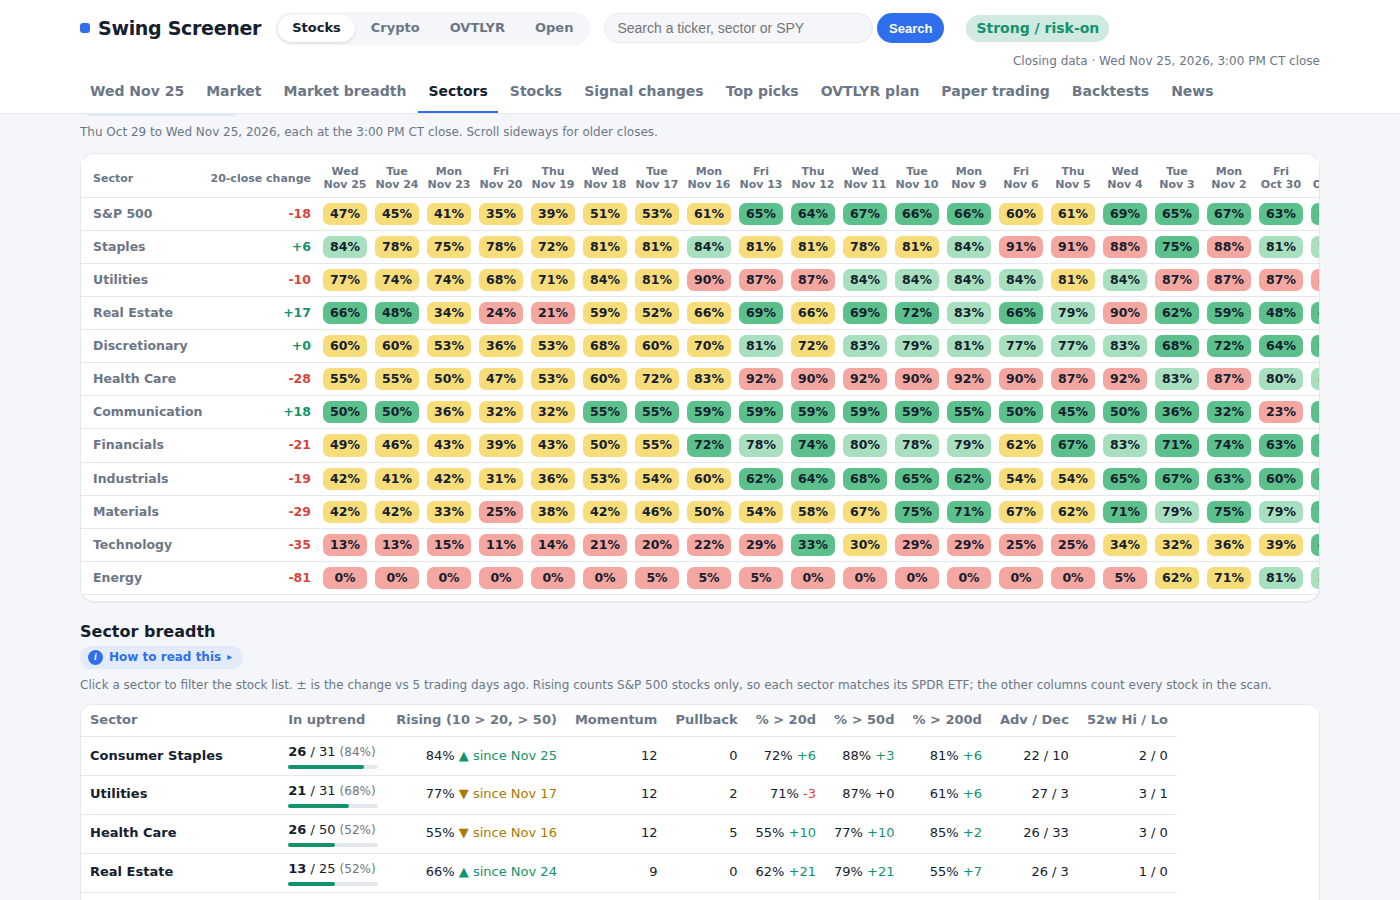 Swing Screener Stocks Crypto OVTLYR Open Search a ticker, sector or SPY Search Strong / risk-on
Closing data · Wed Nov 25, 2026, 3:00 PM CT close
Wed Nov 25 Market Market breadth Sectors Stocks Signal changes Top picks OVTLYR plan Paper trading Backtests News
Thu Oct 29 to Wed Nov 25, 2026, each at the 3:00 PM CT close. Scroll sideways for older closes.
Sector 20-close change Wed Nov 25 Tue Nov 24 Mon Nov 23 Fri Nov 20 Thu Nov 19 Wed Nov 18 Tue Nov 17 Mon Nov 16 Fri Nov 13 Thu Nov 12 Wed Nov 11 Tue Nov 10 Mon Nov 9 Fri Nov 6 Thu Nov 5 Wed Nov 4 Tue Nov 3 Mon Nov 2 Fri Oct 30
S&P 500 -18 47% 45% 41% 35% 39% 51% 53% 61% 65% 64% 67% 66% 66% 60% 61% 69% 65% 67% 63%
Staples +6 84% 78% 75% 78% 72% 81% 81% 84% 81% 81% 78% 81% 84% 91% 91% 88% 75% 88% 81%
Utilities -10 77% 74% 74% 68% 71% 84% 81% 90% 87% 87% 84% 84% 84% 84% 81% 84% 87% 87% 87%
Real Estate +17 66% 48% 34% 24% 21% 59% 52% 66% 69% 66% 69% 72% 83% 66% 79% 90% 62% 59% 48%
Discretionary +0 60% 60% 53% 36% 53% 68% 60% 70% 81% 72% 83% 79% 81% 77% 77% 83% 68% 72% 64%
Health Care -28 55% 55% 50% 47% 53% 60% 72% 83% 92% 90% 92% 90% 92% 90% 87% 92% 83% 87% 80%
Communication +18 50% 50% 36% 32% 32% 55% 55% 59% 59% 59% 59% 59% 55% 50% 45% 50% 36% 32% 23%
Financials -21 49% 46% 43% 39% 43% 50% 55% 72% 78% 74% 80% 78% 79% 62% 67% 83% 71% 74% 63%
Industrials -19 42% 41% 42% 31% 36% 53% 54% 60% 62% 64% 68% 65% 62% 54% 54% 65% 67% 63% 60%
Materials -29 42% 42% 33% 25% 38% 42% 46% 50% 54% 58% 67% 75% 71% 67% 62% 71% 79% 75% 79%
Technology -35 13% 13% 15% 11% 14% 21% 20% 22% 29% 33% 30% 29% 29% 25% 25% 34% 32% 36% 39%
Energy -81 0% 0% 0% 0% 0% 0% 5% 5% 5% 0% 0% 0% 0% 0% 0% 5% 62% 71% 81%
Sector breadth
i How to read this ▸
Click a sector to filter the stock list. ± is the change vs 5 trading days ago. Rising counts S&P 500 stocks only, so each sector matches its SPDR ETF; the other columns count every stock in the scan.
Sector In uptrend Rising (10 > 20, > 50) Momentum Pullback % > 20d % > 50d % > 200d Adv / Dec 52w Hi / Lo
Consumer Staples 26 / 31 (84%) 84% ▲ since Nov 25 12 0 72% +6 88% +3 81% +6 22 / 10 2 / 0
Utilities 21 / 31 (68%) 77% ▼ since Nov 17 12 2 71% -3 87% +0 61% +6 27 / 3 3 / 1
Health Care 26 / 50 (52%) 55% ▼ since Nov 16 12 5 55% +10 77% +10 85% +2 26 / 33 3 / 0
Real Estate 13 / 25 (52%) 66% ▲ since Nov 24 9 0 62% +21 79% +21 55% +7 26 / 3 1 / 0